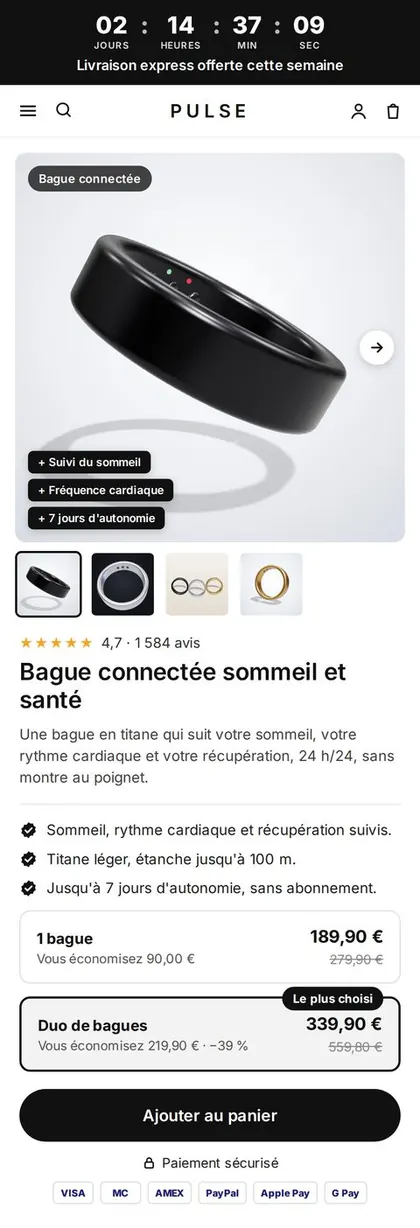 02 : 14 : 37 : 09
JOURS HEURES MIN SEC
Livraison express offerte cette semaine
PULSE
Bague connectée
+ Suivi du sommeil
+ Fréquence cardiaque
+ 7 jours d'autonomie
★★★★★ 4,7 · 1 584 avis
Bague connectée sommeil et
santé
Une bague en titane qui suit votre sommeil, votre
rythme cardiaque et votre récupération, 24 h/24, sans
montre au poignet.
Sommeil, rythme cardiaque et récupération suivis.
Titane léger, étanche jusqu'à 100 m.
Jusqu'à 7 jours d'autonomie, sans abonnement.
1 bague 189,90 €
Vous économisez 90,00 € 279,90 €
Le plus choisi
Duo de bagues 339,90 €
Vous économisez 219,90 € · −39 % 559,80 €
Ajouter au panier
Paiement sécurisé
VISA MC AMEX PayPal Apple Pay G Pay